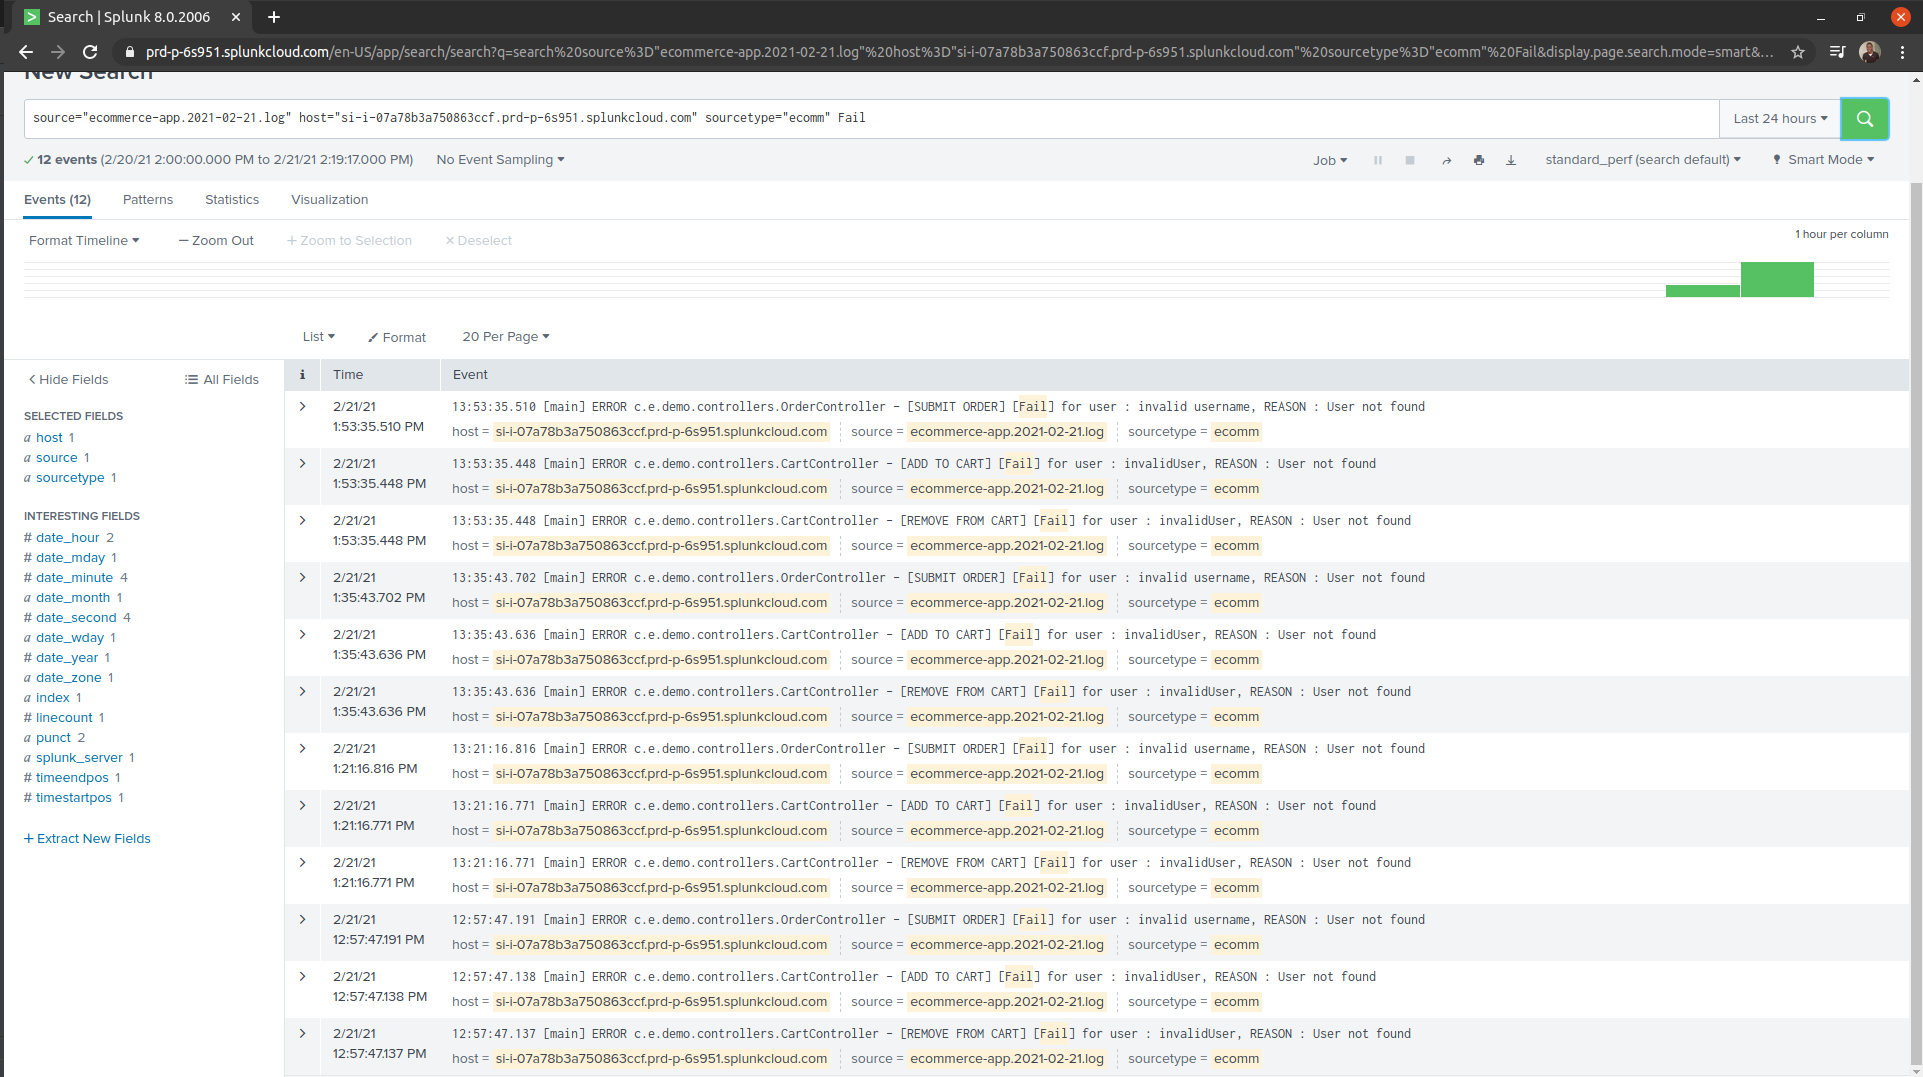 Search | Splunk 8.0.2006
prd-p-6s951.splunkcloud.com/en-US/app/search/search?q=search%20source%3D"ecommerce-app.2021-02-21.log"%20host%3D"si-i-07a78b3a750863ccf.prd-p-6s951.splunkcloud.com"%20sourcetype%3D"ecomm"%20Fail&display.page.search.mode=smart&...
New Search
source="ecommerce-app.2021-02-21.log" host="si-i-07a78b3a750863ccf.prd-p-6s951.splunkcloud.com" sourcetype="ecomm" Fail
Last 24 hours
12 events (2/20/21 2:00:00.000 PM to 2/21/21 2:19:17.000 PM) No Event Sampling
Job standard_perf (search default) Smart Mode
Events (12) Patterns Statistics Visualization
Format Timeline — Zoom Out + Zoom to Selection × Deselect
1 hour per column
List Format 20 Per Page
< Hide Fields All Fields
SELECTED FIELDS
a host 1
a source 1
a sourcetype 1
INTERESTING FIELDS
# date_hour 2
# date_mday 1
# date_minute 4
a date_month 1
# date_second 4
a date_wday 1
# date_year 1
a date_zone 1
a index 1
# linecount 1
a punct 2
a splunk_server 1
# timeendpos 1
# timestartpos 1
+ Extract New Fields
i Time Event
2/21/21
1:53:35.510 PM
13:53:35.510 [main] ERROR c.e.demo.controllers.OrderController - [SUBMIT ORDER] [Fail] for user : invalid username, REASON : User not found
host = si-i-07a78b3a750863ccf.prd-p-6s951.splunkcloud.com source = ecommerce-app.2021-02-21.log sourcetype = ecomm
2/21/21
1:53:35.448 PM
13:53:35.448 [main] ERROR c.e.demo.controllers.CartController - [ADD TO CART] [Fail] for user : invalidUser, REASON : User not found
host = si-i-07a78b3a750863ccf.prd-p-6s951.splunkcloud.com source = ecommerce-app.2021-02-21.log sourcetype = ecomm
2/21/21
1:53:35.448 PM
13:53:35.448 [main] ERROR c.e.demo.controllers.CartController - [REMOVE FROM CART] [Fail] for user : invalidUser, REASON : User not found
host = si-i-07a78b3a750863ccf.prd-p-6s951.splunkcloud.com source = ecommerce-app.2021-02-21.log sourcetype = ecomm
2/21/21
1:35:43.702 PM
13:35:43.702 [main] ERROR c.e.demo.controllers.OrderController - [SUBMIT ORDER] [Fail] for user : invalid username, REASON : User not found
host = si-i-07a78b3a750863ccf.prd-p-6s951.splunkcloud.com source = ecommerce-app.2021-02-21.log sourcetype = ecomm
2/21/21
1:35:43.636 PM
13:35:43.636 [main] ERROR c.e.demo.controllers.CartController - [ADD TO CART] [Fail] for user : invalidUser, REASON : User not found
host = si-i-07a78b3a750863ccf.prd-p-6s951.splunkcloud.com source = ecommerce-app.2021-02-21.log sourcetype = ecomm
2/21/21
1:35:43.636 PM
13:35:43.636 [main] ERROR c.e.demo.controllers.CartController - [REMOVE FROM CART] [Fail] for user : invalidUser, REASON : User not found
host = si-i-07a78b3a750863ccf.prd-p-6s951.splunkcloud.com source = ecommerce-app.2021-02-21.log sourcetype = ecomm
2/21/21
1:21:16.816 PM
13:21:16.816 [main] ERROR c.e.demo.controllers.OrderController - [SUBMIT ORDER] [Fail] for user : invalid username, REASON : User not found
host = si-i-07a78b3a750863ccf.prd-p-6s951.splunkcloud.com source = ecommerce-app.2021-02-21.log sourcetype = ecomm
2/21/21
1:21:16.771 PM
13:21:16.771 [main] ERROR c.e.demo.controllers.CartController - [ADD TO CART] [Fail] for user : invalidUser, REASON : User not found
host = si-i-07a78b3a750863ccf.prd-p-6s951.splunkcloud.com source = ecommerce-app.2021-02-21.log sourcetype = ecomm
2/21/21
1:21:16.771 PM
13:21:16.771 [main] ERROR c.e.demo.controllers.CartController - [REMOVE FROM CART] [Fail] for user : invalidUser, REASON : User not found
host = si-i-07a78b3a750863ccf.prd-p-6s951.splunkcloud.com source = ecommerce-app.2021-02-21.log sourcetype = ecomm
2/21/21
12:57:47.191 PM
12:57:47.191 [main] ERROR c.e.demo.controllers.OrderController - [SUBMIT ORDER] [Fail] for user : invalid username, REASON : User not found
host = si-i-07a78b3a750863ccf.prd-p-6s951.splunkcloud.com source = ecommerce-app.2021-02-21.log sourcetype = ecomm
2/21/21
12:57:47.138 PM
12:57:47.138 [main] ERROR c.e.demo.controllers.CartController - [ADD TO CART] [Fail] for user : invalidUser, REASON : User not found
host = si-i-07a78b3a750863ccf.prd-p-6s951.splunkcloud.com source = ecommerce-app.2021-02-21.log sourcetype = ecomm
2/21/21
12:57:47.137 PM
12:57:47.137 [main] ERROR c.e.demo.controllers.CartController - [REMOVE FROM CART] [Fail] for user : invalidUser, REASON : User not found
host = si-i-07a78b3a750863ccf.prd-p-6s951.splunkcloud.com source = ecommerce-app.2021-02-21.log sourcetype = ecomm